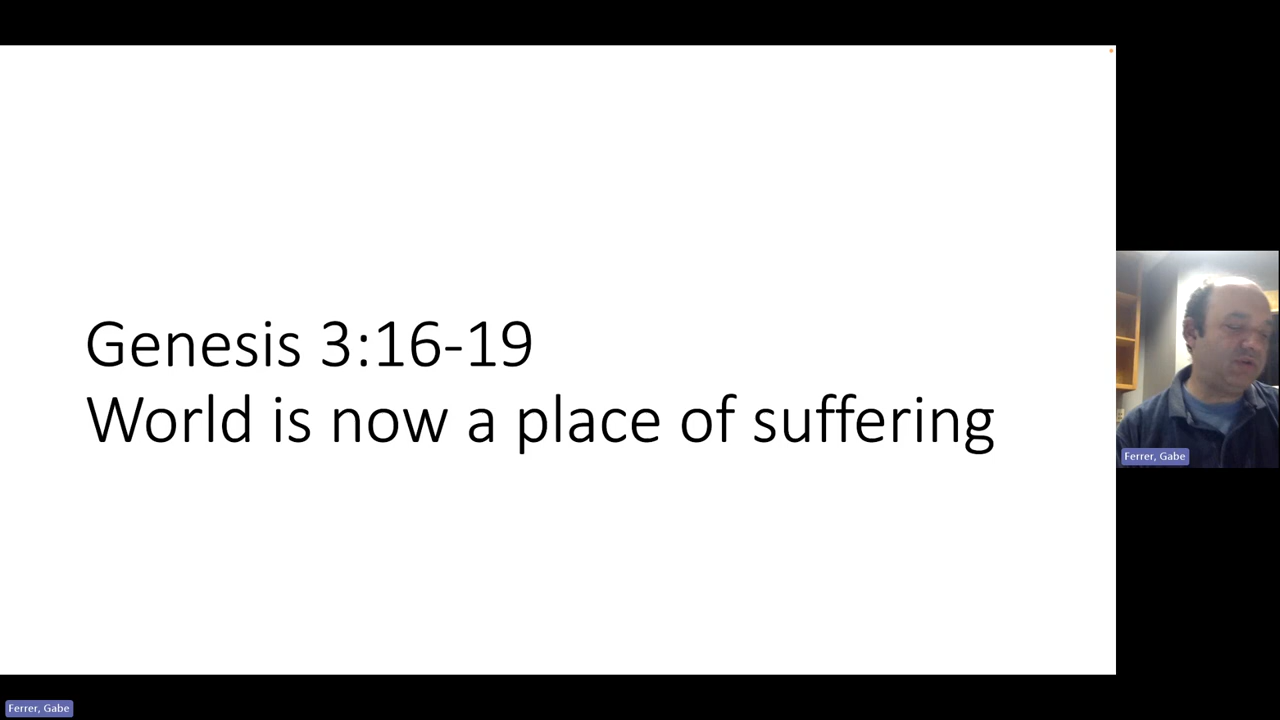 Genesis 3:16-19
World is now a place of suffering
Ferrer, Gabe
Ferrer, Gabe